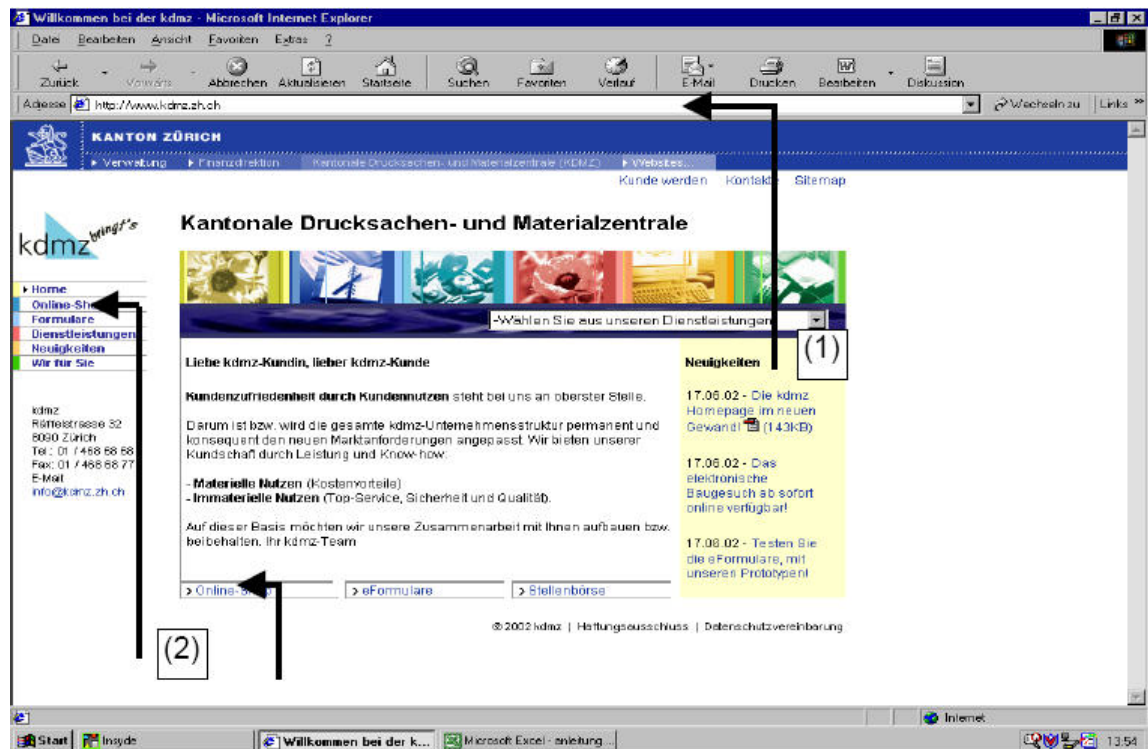 Willkommen bei der kdmz - Microsoft Internet Explorer
Datei Bearbeiten Ansicht Favoriten Extras ?
Zurück Vorwärts Abbrechen Aktualisieren Startseite Suchen Favoriten Verlauf E-Mail Drucken Bearbeiten Diskussion
Adresse http://www.kdmz.zh.ch Wechseln zu Links »
KANTON ZÜRICH
Verwaltung Finanzdirektion Kantonale Drucksachen- und Materialzentrale (KDMZ) Websites...
Kunde werden Kontakt Sitemap
kdmz bringt's
Kantonale Drucksachen- und Materialzentrale
Home
Online-Sh
Formulare
Dienstleistungen
Neuigkeiten
Wir für Sie
-Wählen Sie aus unseren Dienstleistungen
(1)
kdmz
8090 Zürich
Tel.: 01 / 468 68 68
Fax: 01 / 468 68 77
E-Mail
info@kdmz.zh.ch
Liebe kdmz-Kundin, lieber kdmz-Kunde
Kundenzufriedenheit durch Kundennutzen steht bei uns an oberster Stelle.
Darum ist bzw. wird die gesamte kdmz-Unternehmensstruktur permanent und
konsequent den neuen Marktanforderungen angepasst. Wir bieten unserer
Kundschaft durch Leistung und Know-how:
- Materielle Nutzen (Kostenvorteile)
- Immaterielle Nutzen (Top-Service, Sicherheit und Qualität).
Auf dieser Basis möchten wir unsere Zusammenarbeit mit Ihnen aufbauen bzw.
beibehalten. Ihr kdmz-Team
Neuigkeiten
17.06.02 - Die kdmz
Homepage im neuen
Gewand! (143KB)
17.06.02 - Das
elektronische
Baugesuch ab sofort
online verfügbar!
17.06.02 - Testen Sie
die eFormulare, mit
unseren Prototypen!
> Online-Shop > eFormulare > Stellenbörse
© 2002 kdmz | Haftungsausschluss | Datenschutzvereinbarung
(2)
Internet
Start Insyde Willkommen bei der k... Microsoft Excel - anleitung... 13:54